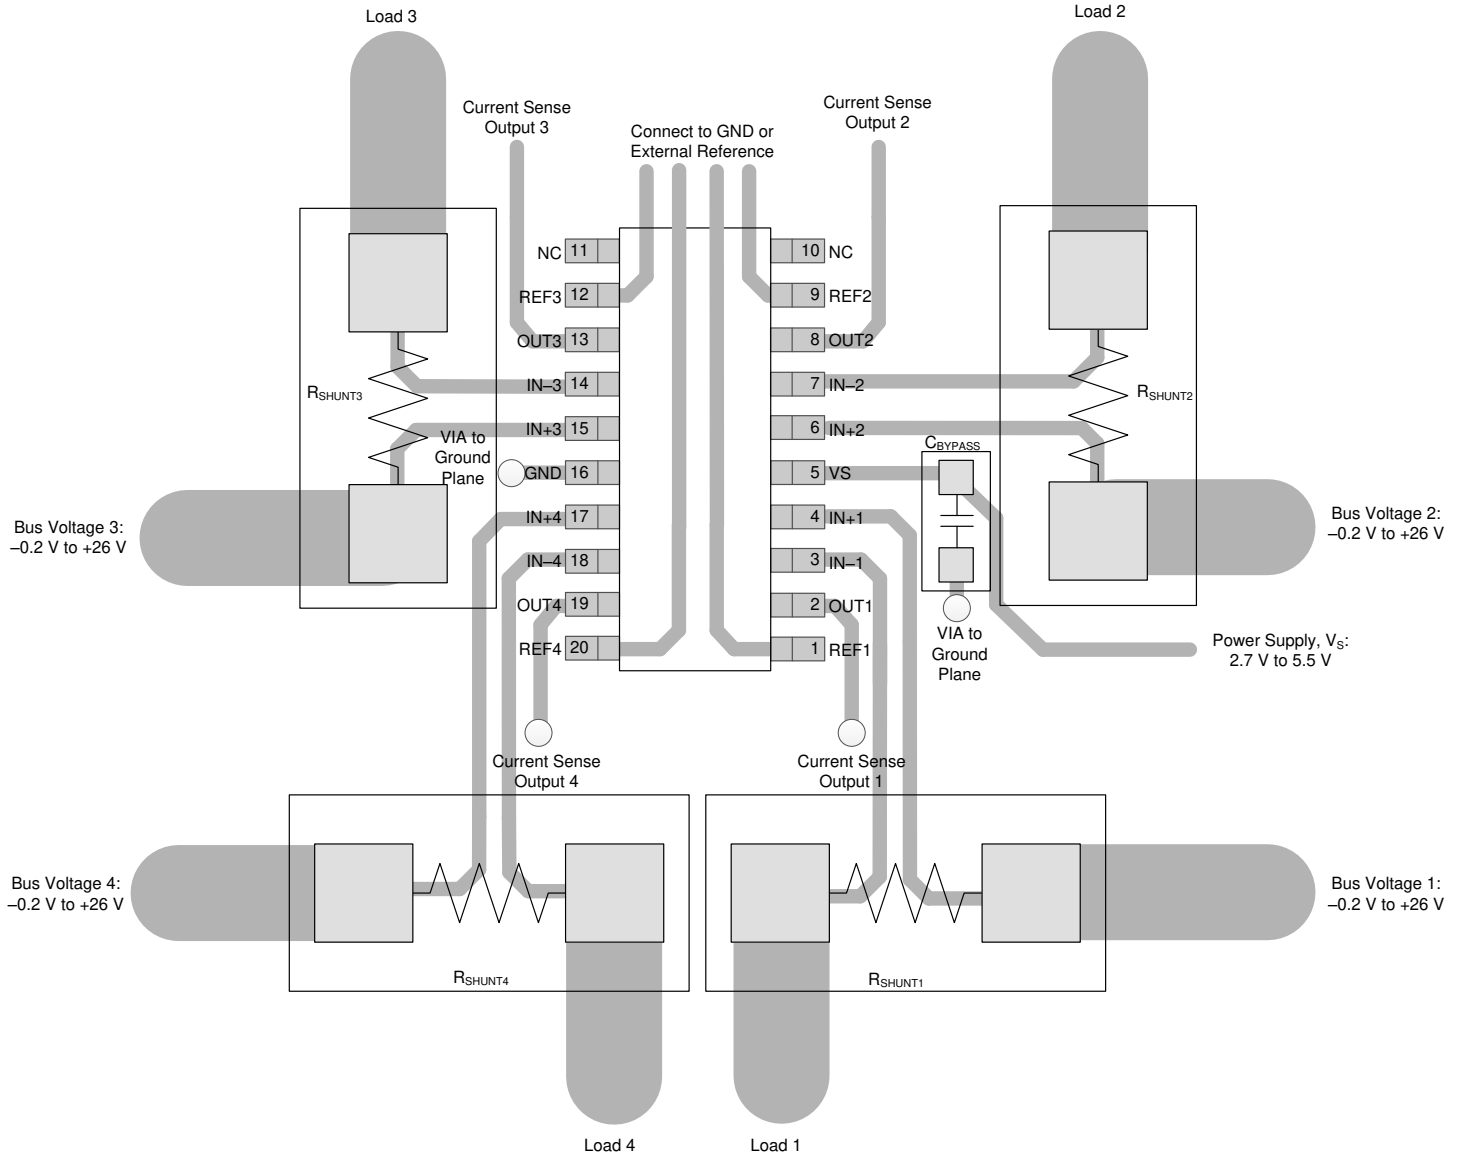 Load 3
Load 2
Current Sense
Output 3
Current Sense
Output 2
Connect to GND or
External Reference
NC 11
10 NC
REF3 12
9 REF2
OUT3 13
8 OUT2
IN–3 14
7 IN–2
RSHUNT3
RSHUNT2
IN+3 15
6 IN+2
VIA to
Ground
Plane
CBYPASS
GND 16
5 VS
IN+4 17
4 IN+1
Bus Voltage 3:
–0.2 V to +26 V
Bus Voltage 2:
–0.2 V to +26 V
IN–4 18
3 IN–1
OUT4 19
2 OUT1
REF4 20
1 REF1
VIA to
Ground
Plane
Power Supply, VS:
2.7 V to 5.5 V
Current Sense
Output 4
Current Sense
Output 1
Bus Voltage 4:
–0.2 V to +26 V
Bus Voltage 1:
–0.2 V to +26 V
RSHUNT4
RSHUNT1
Load 4
Load 1